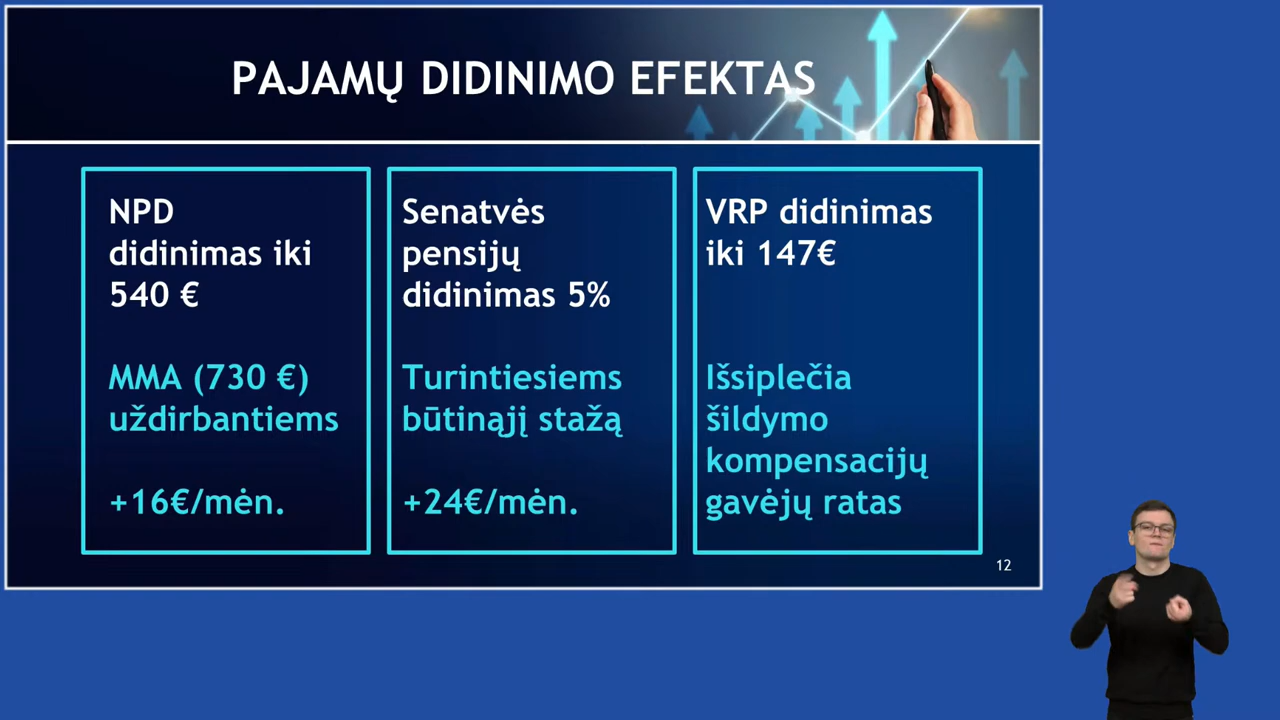 PAJAMŲ DIDINIMO EFEKTAS
NPD
didinimas iki
540 €
MMA (730 €)
uždirbantiems
+16€/mėn.
Senatvės
pensijų
didinimas 5%
Turintiesiems
būtinąjį stažą
+24€/mėn.
VRP didinimas
iki 147€
Išsiplečia
šildymo
kompensacijų
gavėjų ratas
12